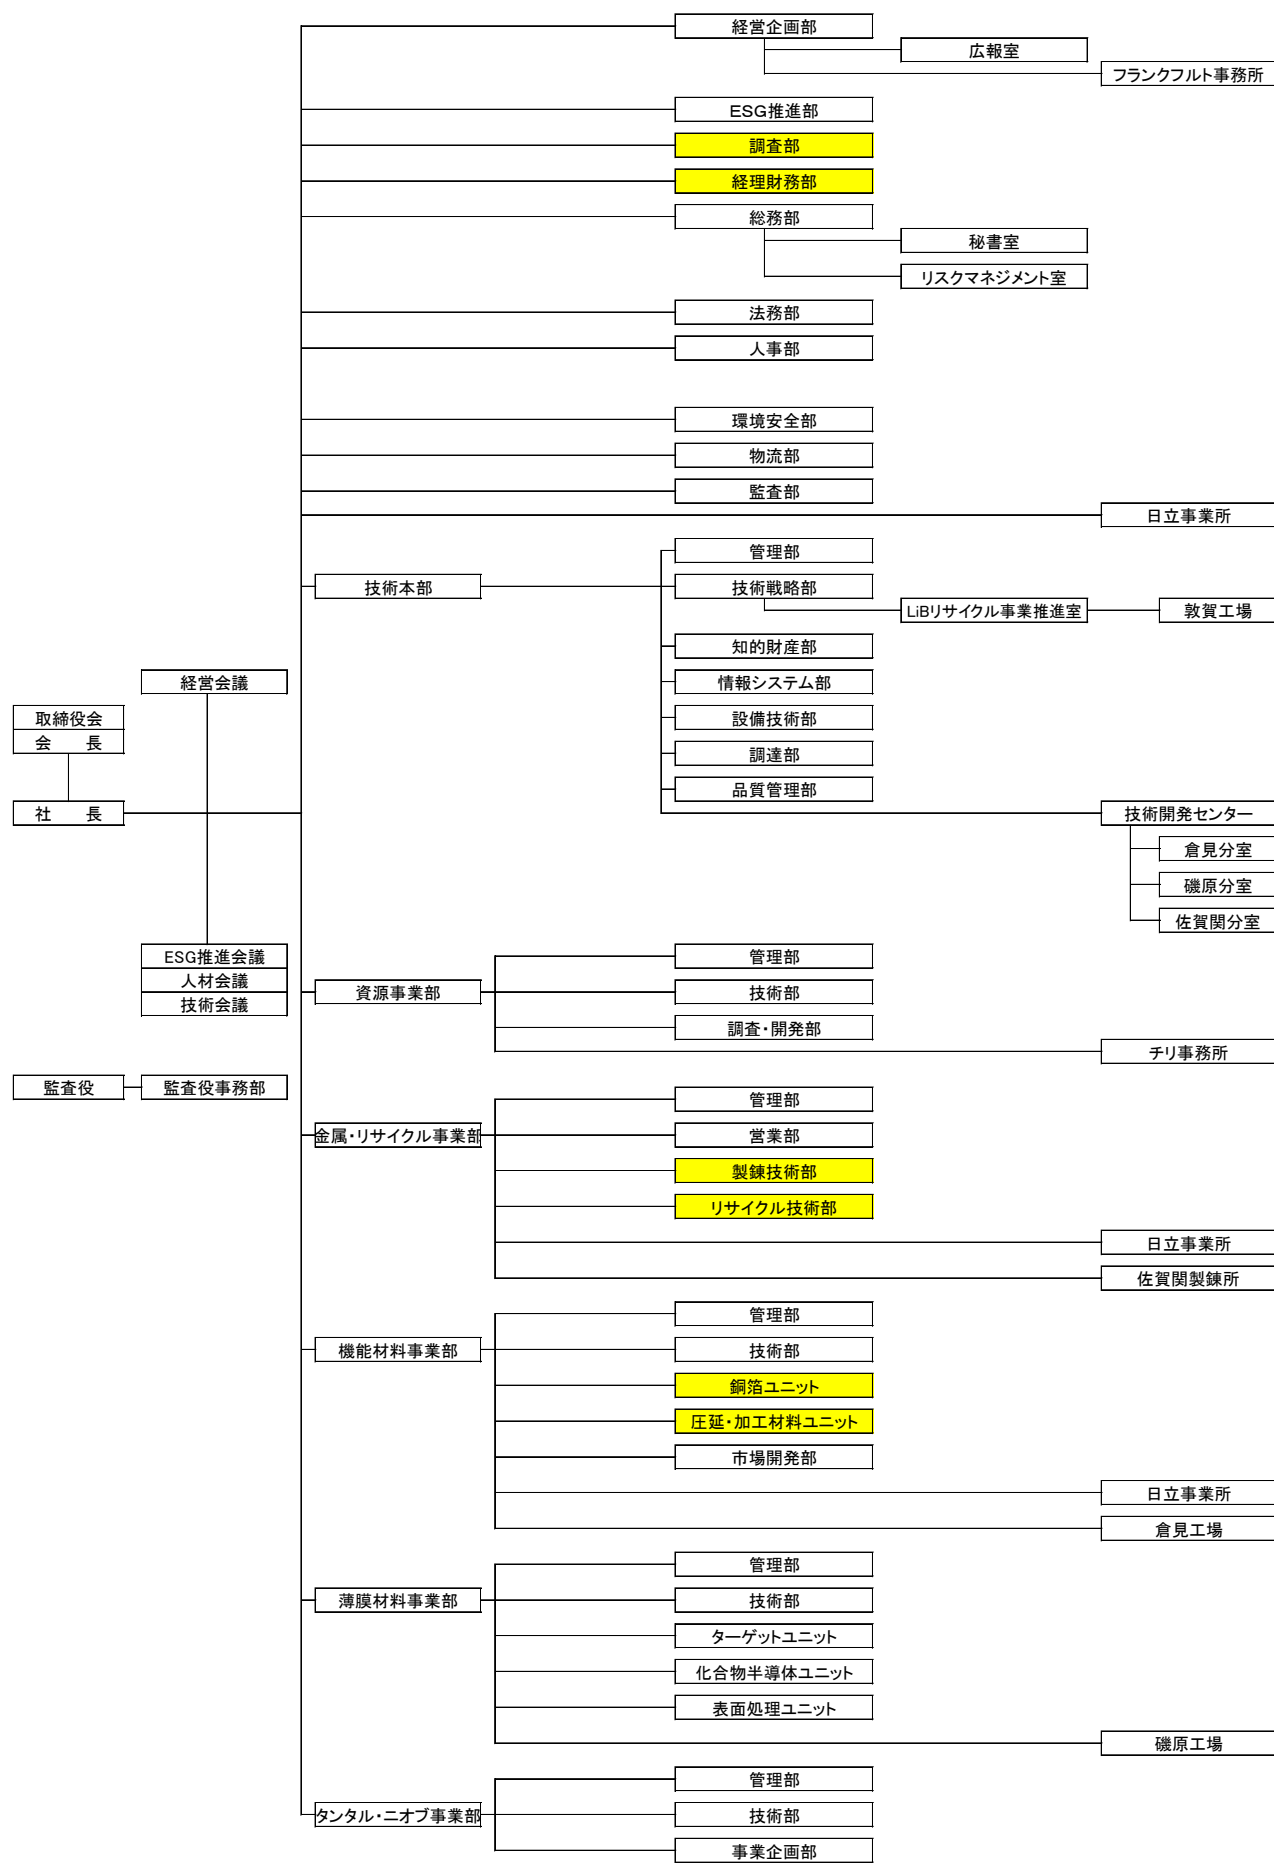 経営企画部
広報室
フランクフルト事務所
ESG推進部
調査部
経理財務部
総務部
秘書室
リスクマネジメント室
法務部
人事部
環境安全部
物流部
監査部
日立事業所
管理部
技術本部
技術戦略部
LiBリサイクル事業推進室
敦賀工場
知的財産部
経営会議
情報システム部
取締役会
設備技術部
会　　長
調達部
品質管理部
社　　長
技術開発センター
倉見分室
磯原分室
佐賀関分室
ESG推進会議
管理部
人材会議
資源事業部
技術部
技術会議
調査・開発部
チリ事務所
監査役
監査役事務部
管理部
金属・リサイクル事業部
営業部
製錬技術部
リサイクル技術部
日立事業所
佐賀関製錬所
管理部
機能材料事業部
技術部
銅箔ユニット
圧延・加工材料ユニット
市場開発部
日立事業所
倉見工場
管理部
薄膜材料事業部
技術部
ターゲットユニット
化合物半導体ユニット
表面処理ユニット
磯原工場
管理部
タンタル・ニオブ事業部
技術部
事業企画部